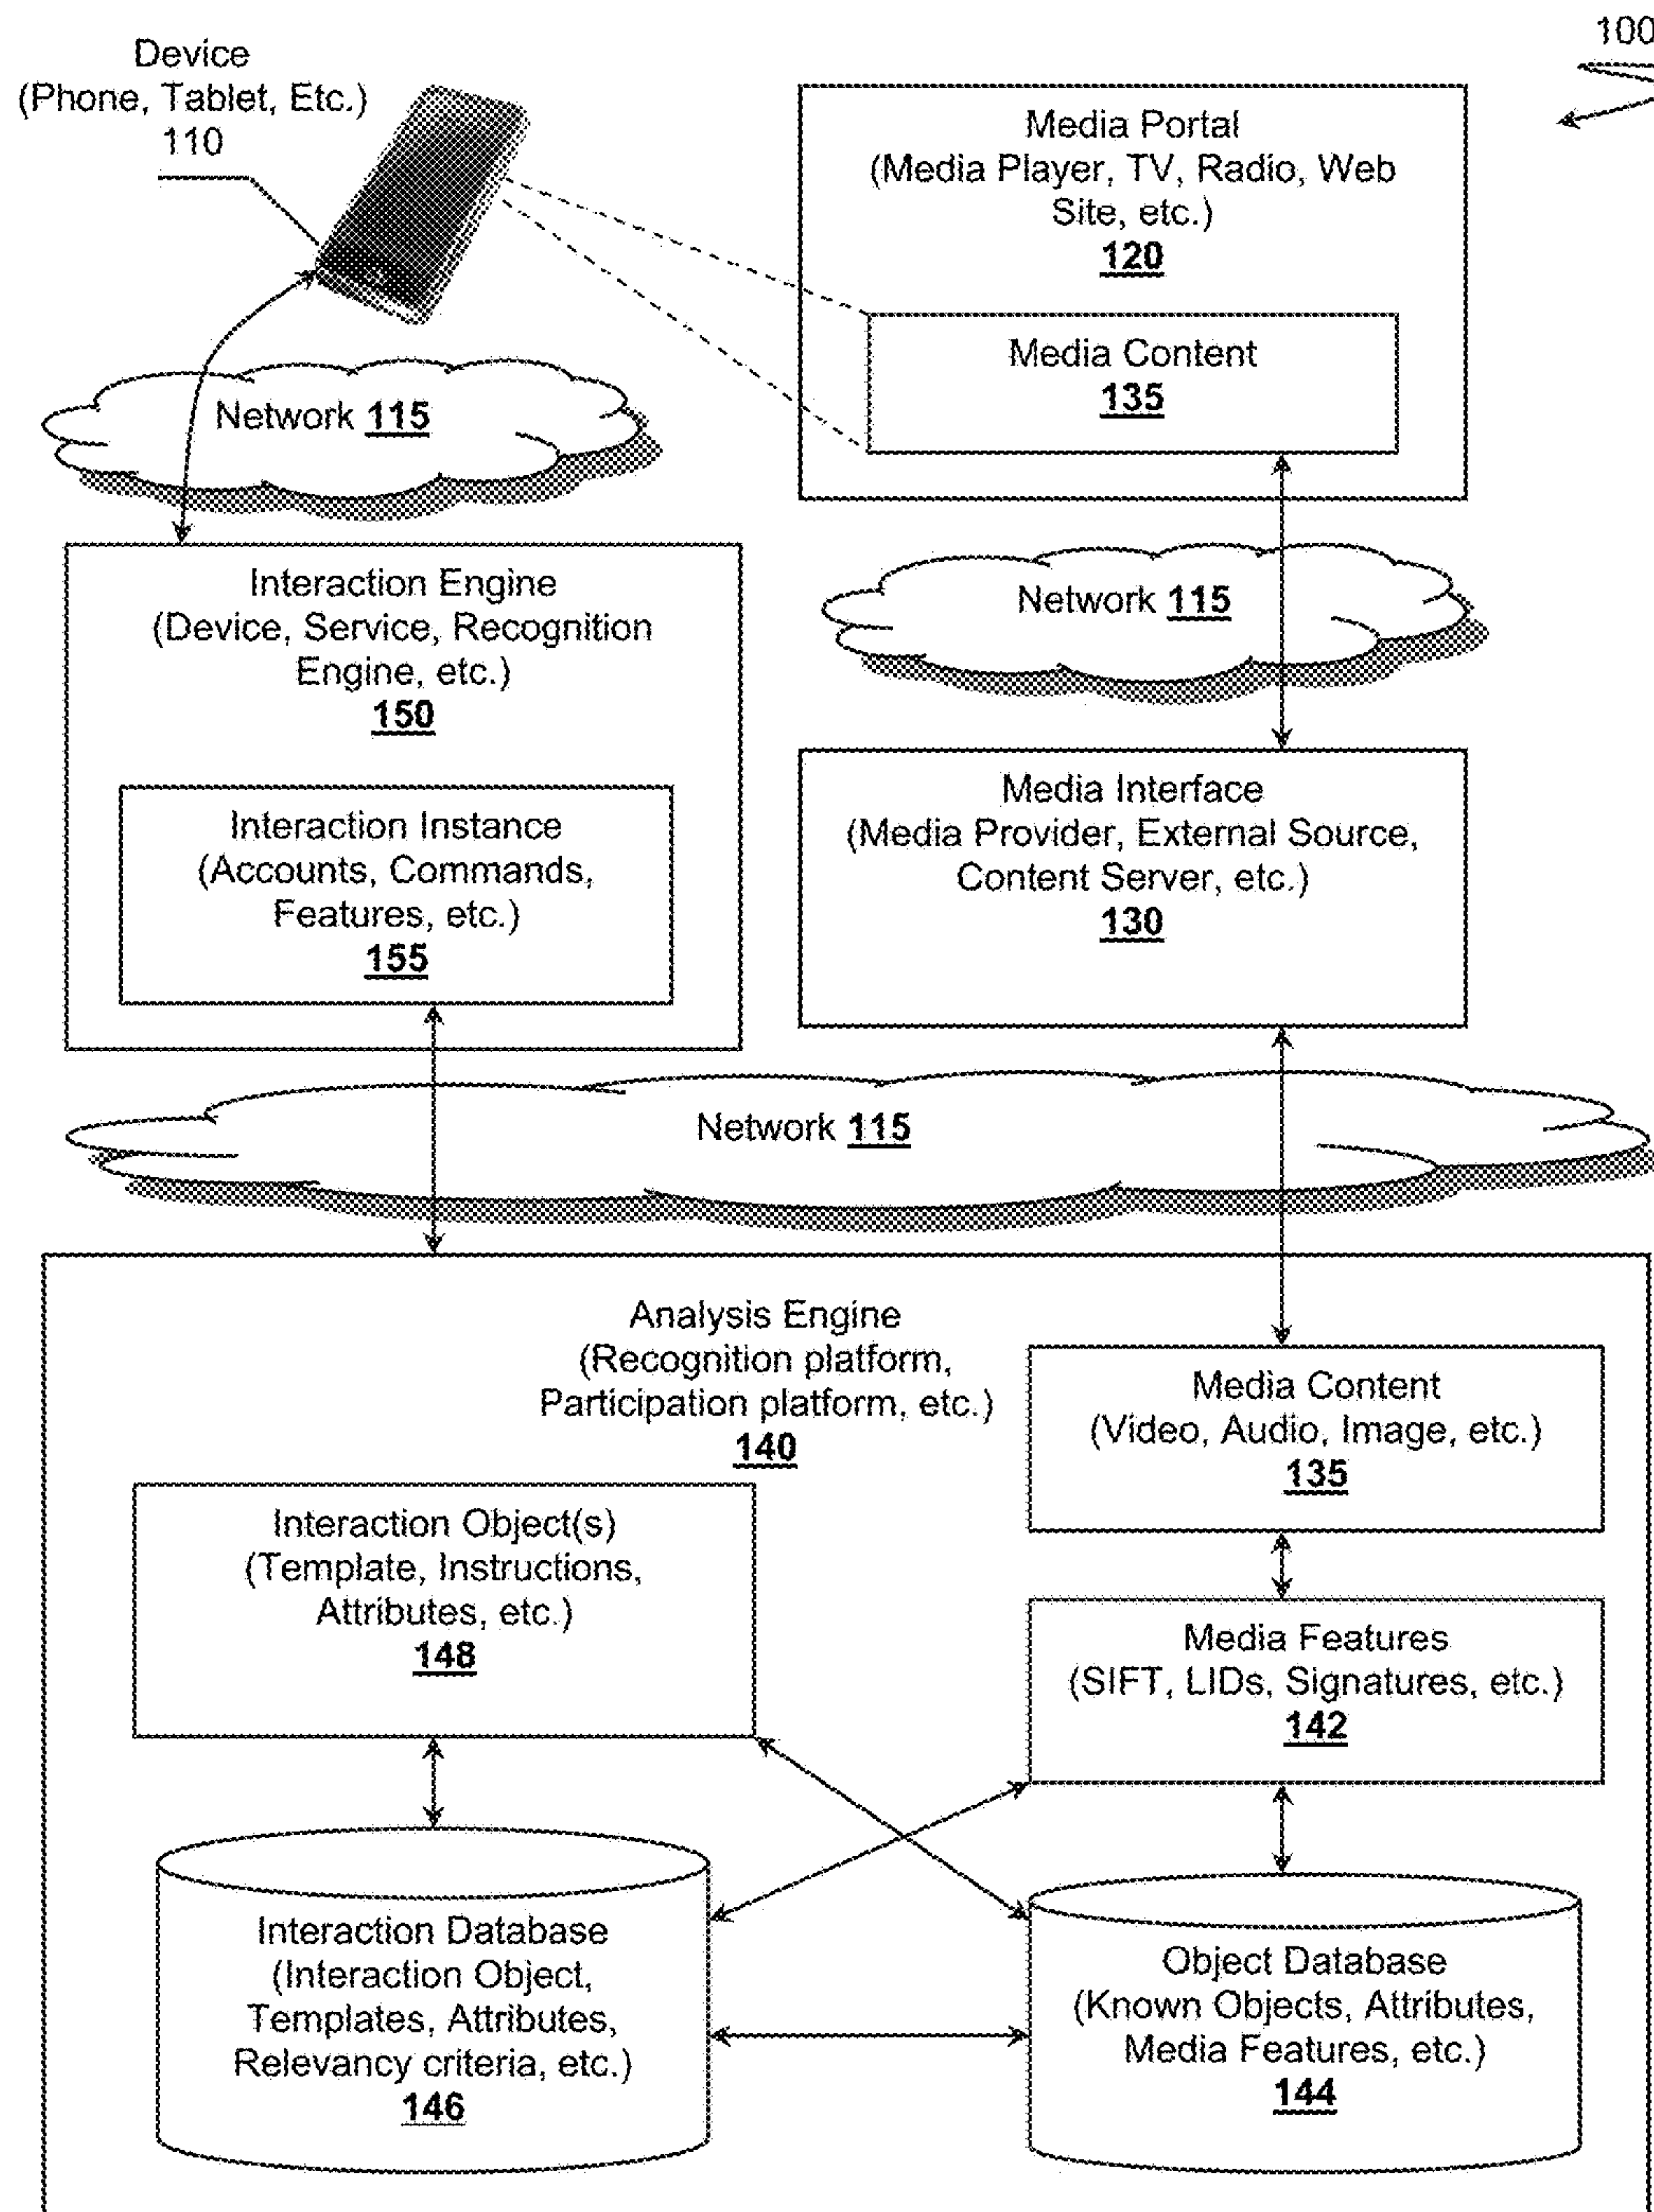 100
Device
(Phone, Tablet, Etc.)
110
Media Portal
(Media Player, TV, Radio, Web
Site, etc.)
120
Media Content
135
Network 115
Interaction Engine
(Device, Service, Recognition
Engine, etc.)
150
Network 115
Interaction Instance
(Accounts, Commands,
Features, etc.)
155
Media Interface
(Media Provider, External Source,
Content Server, etc.)
130
Network 115
Analysis Engine
(Recognition platform,
Participation platform, etc.)
140
Media Content
(Video, Audio, Image, etc.)
135
Interaction Object(s)
(Template, Instructions,
Attributes, etc.)
148
Media Features
(SIFT, LIDs, Signatures, etc.)
142
Interaction Database
(Interaction Object,
Templates, Attributes,
Relevancy criteria, etc.)
146
Object Database
(Known Objects, Attributes,
Media Features, etc.)
144